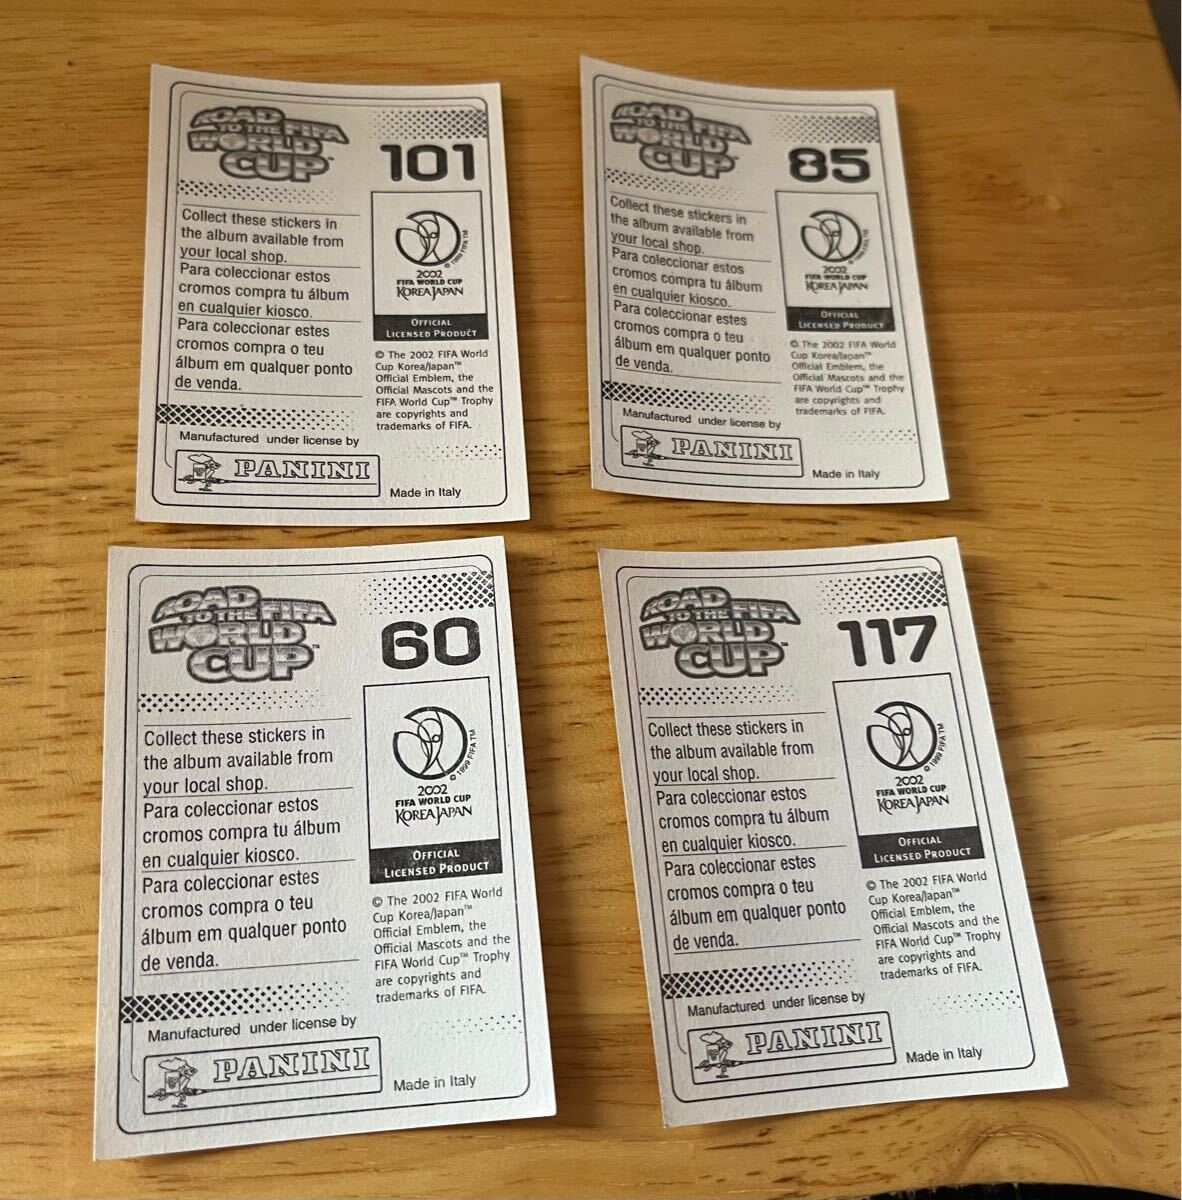 ROAD
TO THE FIFA
WORLD
CUP™
101
Collect these stickers in
the album available from
your local shop.
Para coleccionar estos
cromos compra tu álbum
en cualquier kiosco.
Para coleccionar estes
cromos compra o teu
álbum em qualquer ponto
de venda.
© 1999 FIFA TM
2002
FIFA WORLD CUP
KOREA JAPAN
OFFICIAL
LICENSED PRODUCT
© The 2002 FIFA World
Cup Korea/Japan™
Official Emblem, the
Official Mascots and the
FIFA World Cup™ Trophy
are copyrights and
trademarks of FIFA.
Manufactured under license by
PANINI
Made in Italy
ROAD
TO THE FIFA
WORLD
CUP™
85
Collect these stickers in
the album available from
your local shop.
Para coleccionar estos
cromos compra tu álbum
en cualquier kiosco.
Para coleccionar estes
cromos compra o teu
álbum em qualquer ponto
de venda.
© 1999 FIFA TM
2002
FIFA WORLD CUP
KOREA JAPAN
OFFICIAL
LICENSED PRODUCT
© The 2002 FIFA World
Cup Korea/Japan™
Official Emblem, the
Official Mascots and the
FIFA World Cup™ Trophy
are copyrights and
trademarks of FIFA.
Manufactured under license by
PANINI
Made in Italy
ROAD
TO THE FIFA
WORLD
CUP™
60
Collect these stickers in
the album available from
your local shop.
Para coleccionar estos
cromos compra tu álbum
en cualquier kiosco.
Para coleccionar estes
cromos compra o teu
álbum em qualquer ponto
de venda.
© 1999 FIFA TM
2002
FIFA WORLD CUP
KOREA JAPAN
OFFICIAL
LICENSED PRODUCT
© The 2002 FIFA World
Cup Korea/Japan™
Official Emblem, the
Official Mascots and the
FIFA World Cup™ Trophy
are copyrights and
trademarks of FIFA.
Manufactured under license by
PANINI
Made in Italy
ROAD
TO THE FIFA
WORLD
CUP™
117
Collect these stickers in
the album available from
your local shop.
Para coleccionar estos
cromos compra tu álbum
en cualquier kiosco.
Para coleccionar estes
cromos compra o teu
álbum em qualquer ponto
de venda.
© 1999 FIFA TM
2002
FIFA WORLD CUP
KOREA JAPAN
OFFICIAL
LICENSED PRODUCT
© The 2002 FIFA World
Cup Korea/Japan™
Official Emblem, the
Official Mascots and the
FIFA World Cup™ Trophy
are copyrights and
trademarks of FIFA.
Manufactured under license by
PANINI
Made in Italy